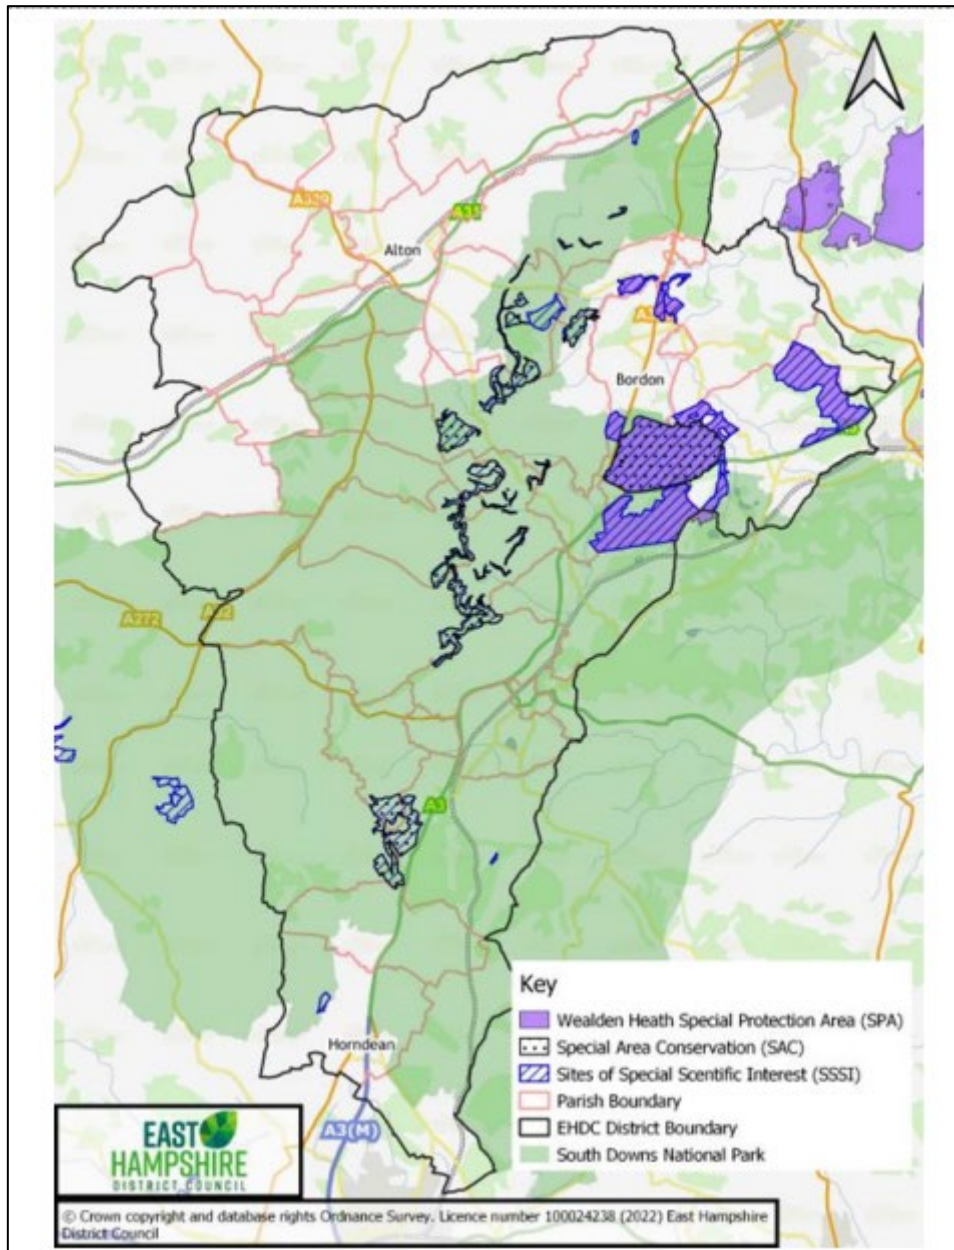 A31
Alton
Bordon
A272
A32
A3
Horndean
A3(M)
Key
Wealden Heath Special Protection Area (SPA)
Special Area Conservation (SAC)
Sites of Special Scentific Interest (SSSI)
Parish Boundary
EHDC District Boundary
South Downs National Park
EAST
HAMPSHIRE
DISTRICT COUNCIL
© Crown copyright and database rights Ordnance Survey. Licence number 100024238 (2022) East Hampshire
District Council